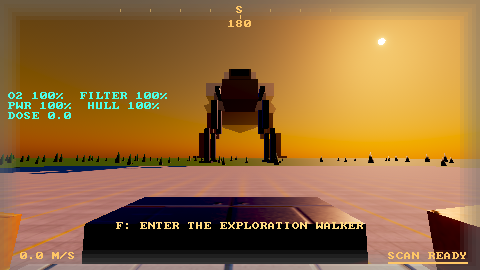 S
180
O2 100% FILTER 100%
PWR 100% HULL 100%
DOSE 0.0
F: ENTER THE EXPLORATION WALKER
0.0 M/S
SCAN READY